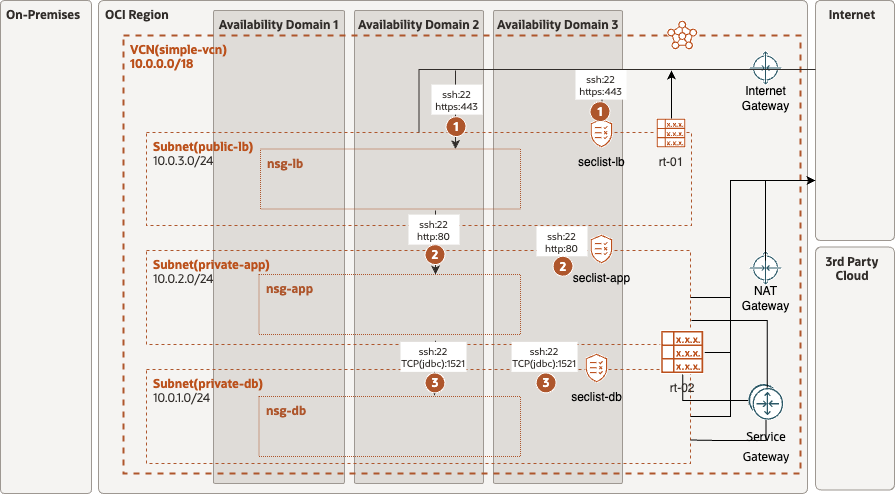 On-Premises
OCI Region
Availability Domain 1
Availability Domain 2
Availability Domain 3
Internet
VCN(simple-vcn)
10.0.0.0/18
ssh:22
https:443
1
ssh:22
https:443
1
Internet
Gateway
Subnet(public-lb)
10.0.3.0/24
nsg-lb
seclist-lb
x.x.x.
x.x.x.
x.x.x.
rt-01
ssh:22
http:80
2
ssh:22
http:80
2
seclist-app
Subnet(private-app)
10.0.2.0/24
nsg-app
NAT
Gateway
3rd Party
Cloud
ssh:22
TCP(jdbc):1521
3
ssh:22
TCP(jdbc):1521
3
seclist-db
x.x.x.
x.x.x.
x.x.x.
rt-02
Subnet(private-db)
10.0.1.0/24
nsg-db
Service
Gateway